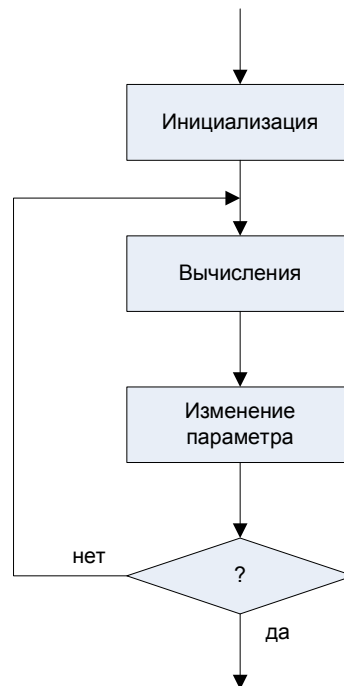 Инициализация
Вычисления
Изменение
параметра
нет
?
да